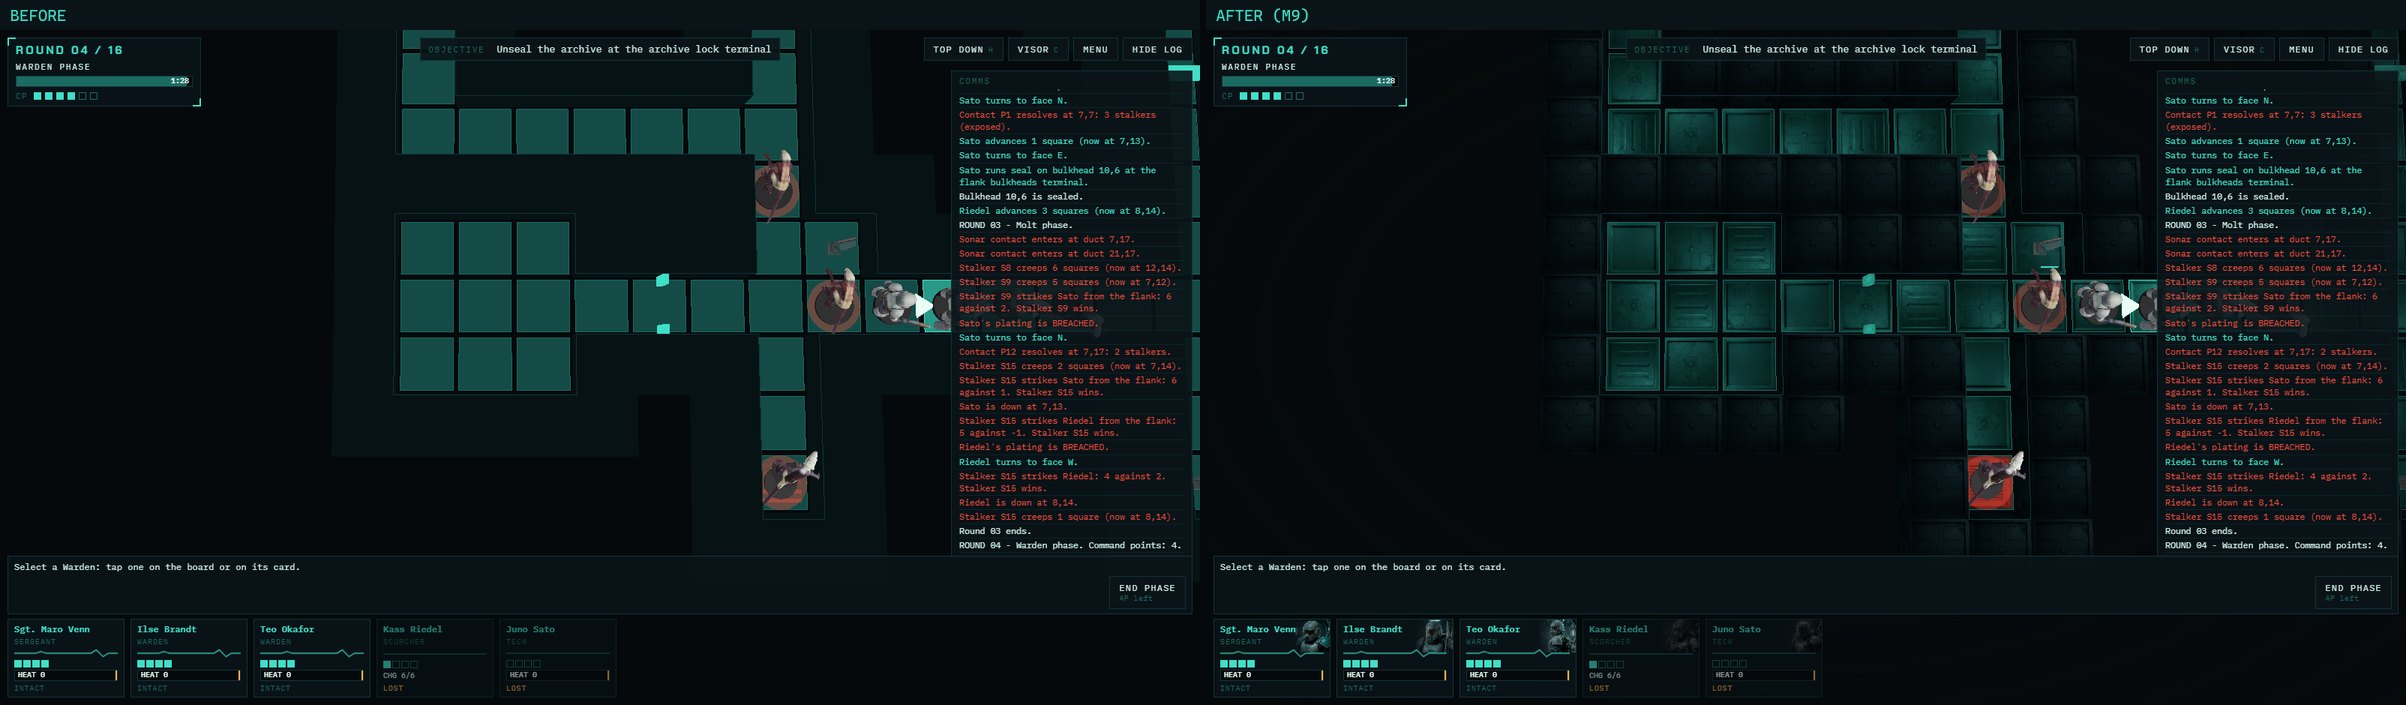 BEFORE
ROUND 04 / 16
WARDEN PHASE
1:28
CP
OBJECTIVE Unseal the archive at the archive lock terminal
TOP DOWN H
VISOR C
MENU
HIDE LOG
COMMS
Sato turns to face N.
Contact P1 resolves at 7,7: 3 stalkers
(exposed).
Sato advances 1 square (now at 7,13).
Sato turns to face E.
Sato runs seal on bulkhead 10,6 at the
flank bulkheads terminal.
Bulkhead 10,6 is sealed.
Riedel advances 3 squares (now at 8,14).
ROUND 03 - Molt phase.
Sonar contact enters at duct 7,17.
Sonar contact enters at duct 21,17.
Stalker S8 creeps 6 squares (now at 12,14).
Stalker S9 creeps 5 squares (now at 7,12).
Stalker S9 strikes Sato from the flank: 6
against 2. Stalker S9 wins.
Sato's plating is BREACHED.
Sato turns to face N.
Contact P12 resolves at 7,17: 2 stalkers.
Stalker S15 creeps 2 squares (now at 7,14).
Stalker S15 strikes Sato from the flank: 6
against 1. Stalker S15 wins.
Sato is down at 7,13.
Stalker S15 strikes Riedel from the flank:
5 against -1. Stalker S15 wins.
Riedel's plating is BREACHED.
Riedel turns to face W.
Stalker S15 strikes Riedel: 4 against 2.
Stalker S15 wins.
Riedel is down at 8,14.
Stalker S15 creeps 1 square (now at 8,14).
Round 03 ends.
ROUND 04 - Warden phase. Command points: 4.
Select a Warden: tap one on the board or on its card.
END PHASE
AP left
Sgt. Maro Venn
SERGEANT
HEAT 0
INTACT
Ilse Brandt
WARDEN
HEAT 0
INTACT
Teo Okafor
WARDEN
HEAT 0
INTACT
Kass Riedel
SCORCHER
CHG 6/6
LOST
Juno Sato
TECH
HEAT 0
LOST
AFTER (M9)
ROUND 04 / 16
WARDEN PHASE
1:28
CP
OBJECTIVE Unseal the archive at the archive lock terminal
TOP DOWN H
VISOR C
MENU
HIDE LOG
COMMS
Sato turns to face N.
Contact P1 resolves at 7,7: 3 stalkers
(exposed).
Sato advances 1 square (now at 7,13).
Sato turns to face E.
Sato runs seal on bulkhead 10,6 at the
flank bulkheads terminal.
Bulkhead 10,6 is sealed.
Riedel advances 3 squares (now at 8,14).
ROUND 03 - Molt phase.
Sonar contact enters at duct 7,17.
Sonar contact enters at duct 21,17.
Stalker S8 creeps 6 squares (now at 12,14).
Stalker S9 creeps 5 squares (now at 7,12).
Stalker S9 strikes Sato from the flank: 6
against 2. Stalker S9 wins.
Sato's plating is BREACHED.
Sato turns to face N.
Contact P12 resolves at 7,17: 2 stalkers.
Stalker S15 creeps 2 squares (now at 7,14).
Stalker S15 strikes Sato from the flank: 6
against 1. Stalker S15 wins.
Sato is down at 7,13.
Stalker S15 strikes Riedel from the flank:
5 against -1. Stalker S15 wins.
Riedel's plating is BREACHED.
Riedel turns to face W.
Stalker S15 strikes Riedel: 4 against 2.
Stalker S15 wins.
Riedel is down at 8,14.
Stalker S15 creeps 1 square (now at 8,14).
Round 03 ends.
ROUND 04 - Warden phase. Command points: 4.
Select a Warden: tap one on the board or on its card.
END PHASE
AP left
Sgt. Maro Venn
SERGEANT
HEAT 0
INTACT
Ilse Brandt
WARDEN
HEAT 0
INTACT
Teo Okafor
WARDEN
HEAT 0
INTACT
Kass Riedel
SCORCHER
CHG 6/6
LOST
Juno Sato
TECH
HEAT 0
LOST